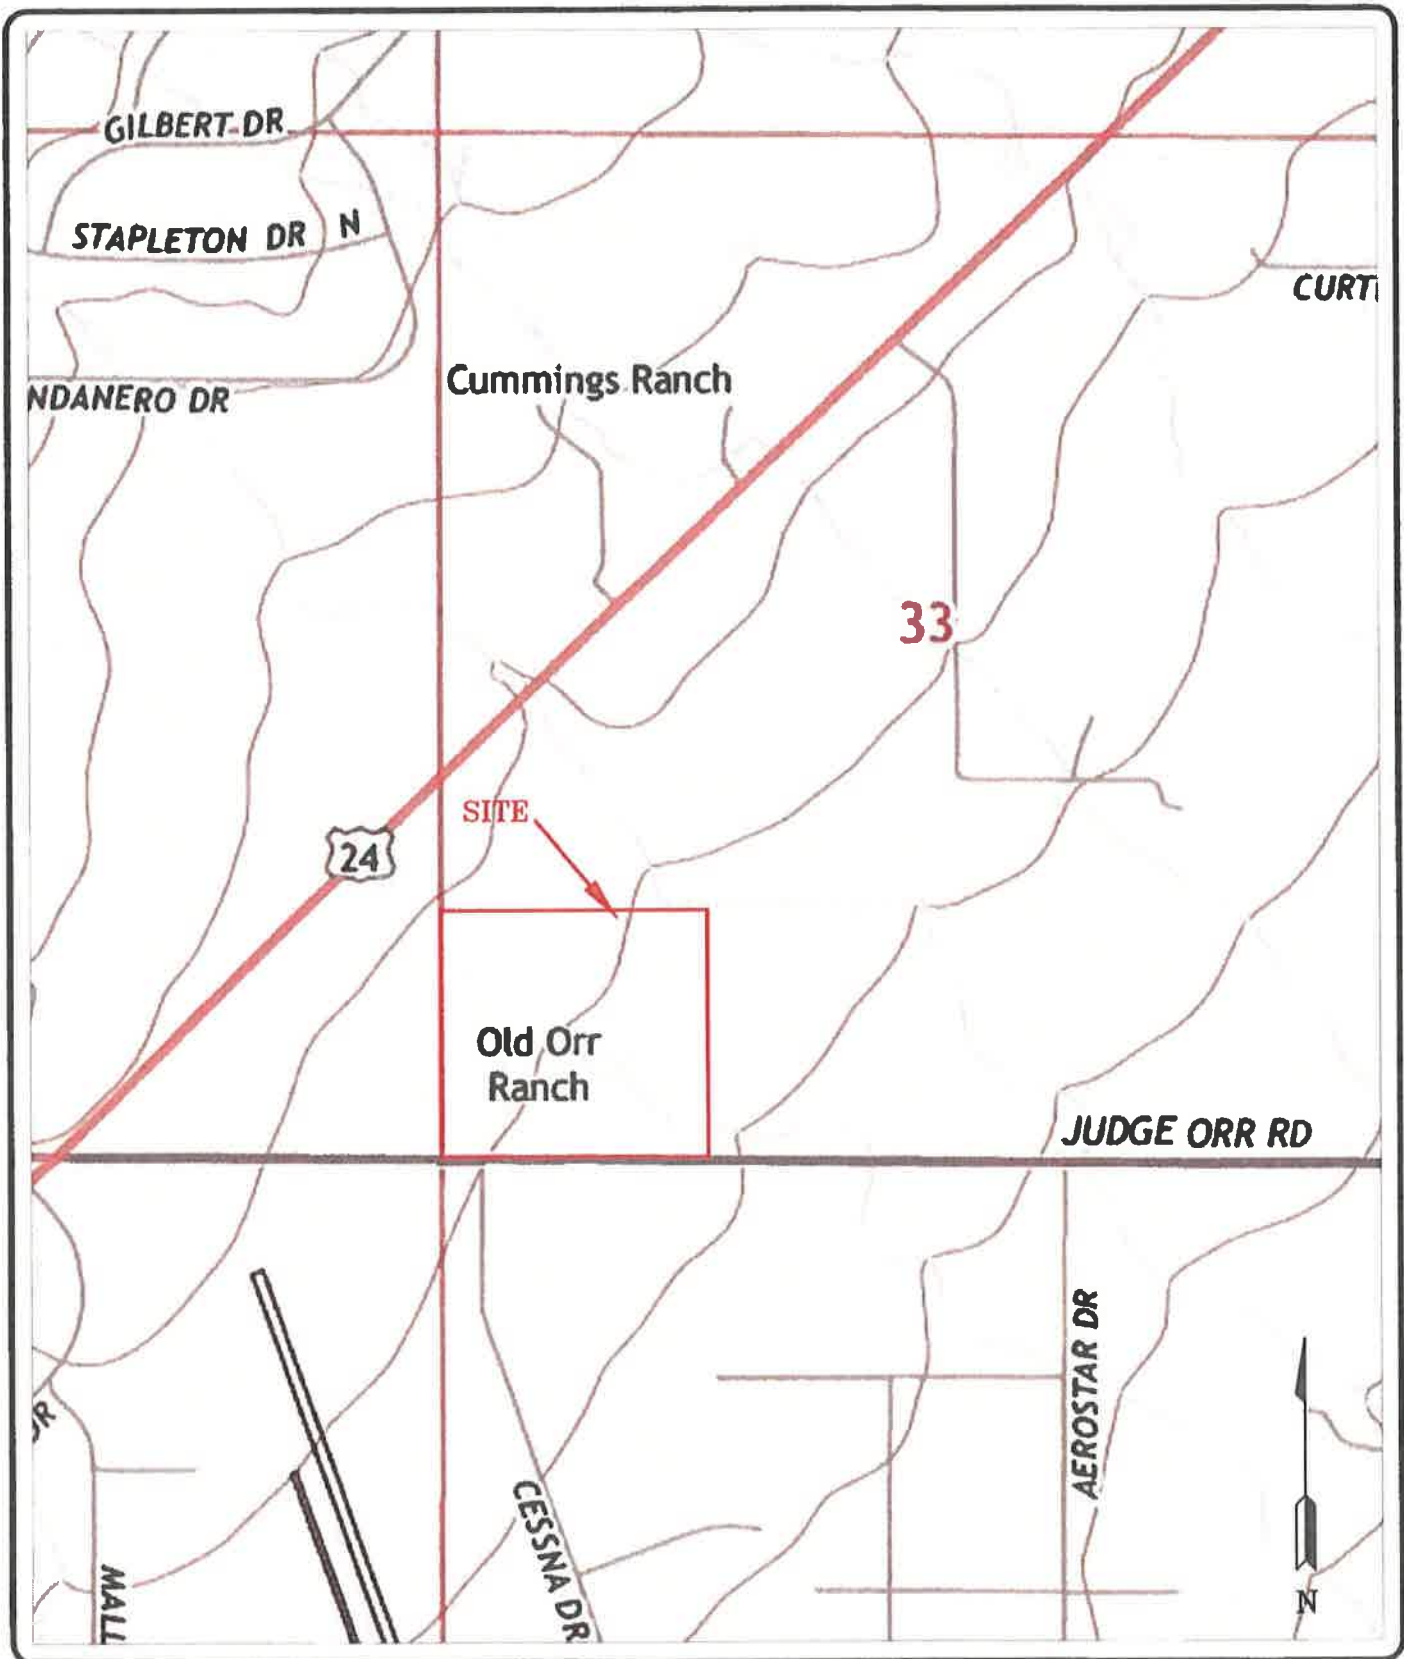 GILBERT DR
STAPLETON DR N
CURT
NDANERO DR
Cummings Ranch
33
SITE
24
Old Orr
Ranch
JUDGE ORR RD
AEROSTAR DR
DR
CESSNA DR
MALL
N